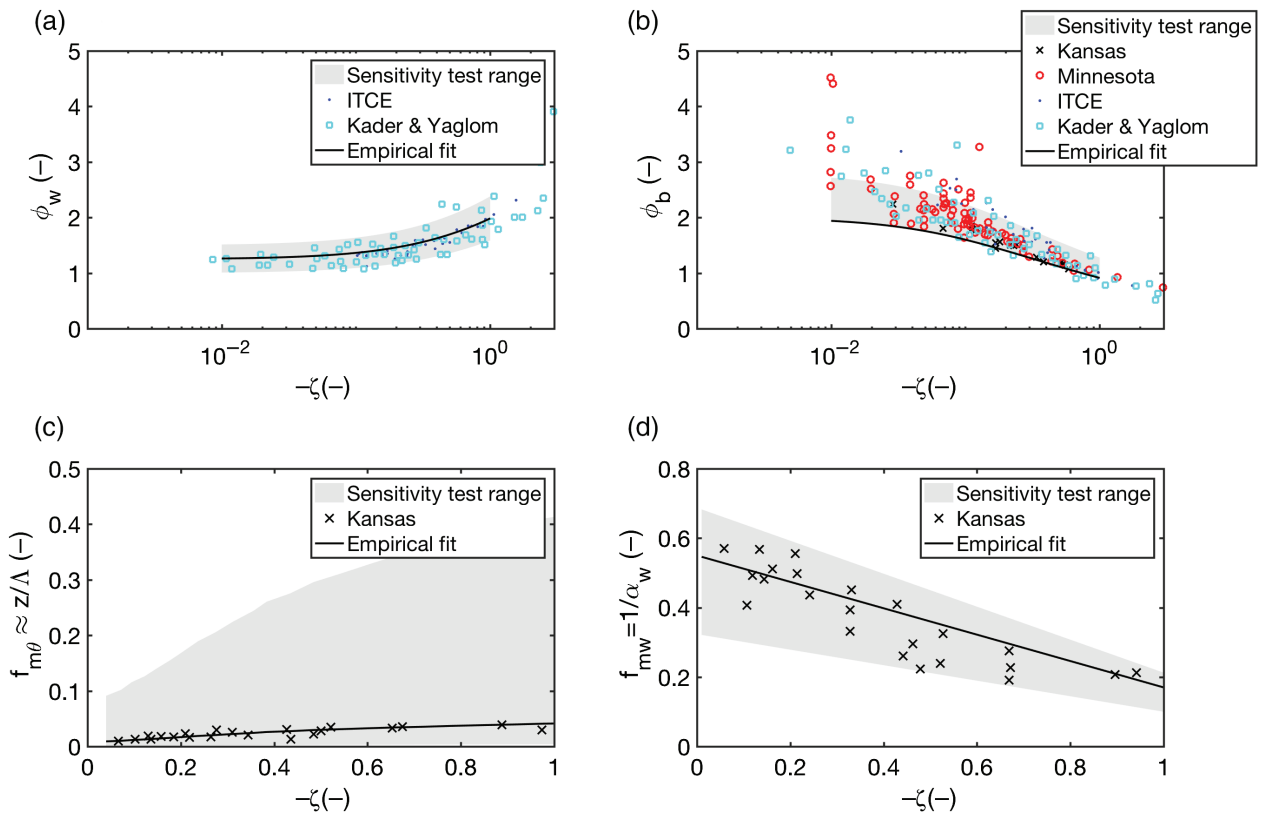 (a)
5
4
3
2
1
0
ϕw (–)
Sensitivity test range
ITCE
Kader & Yaglom
Empirical fit
10−2
100
−ζ(–)
(b)
5
4
3
2
1
0
ϕb (–)
Sensitivity test range
Kansas
Minnesota
ITCE
Kader & Yaglom
Empirical fit
10−2
100
−ζ(–)
(c)
0.5
0.4
0.3
0.2
0.1
0
fmθ ≈ z/Λ (–)
Sensitivity test range
Kansas
Empirical fit
0 0.2 0.4 0.6 0.8 1
−ζ(–)
(d)
0.8
0.6
0.4
0.2
0
fmw=1/αw (–)
Sensitivity test range
Kansas
Empirical fit
0 0.2 0.4 0.6 0.8 1
−ζ(–)